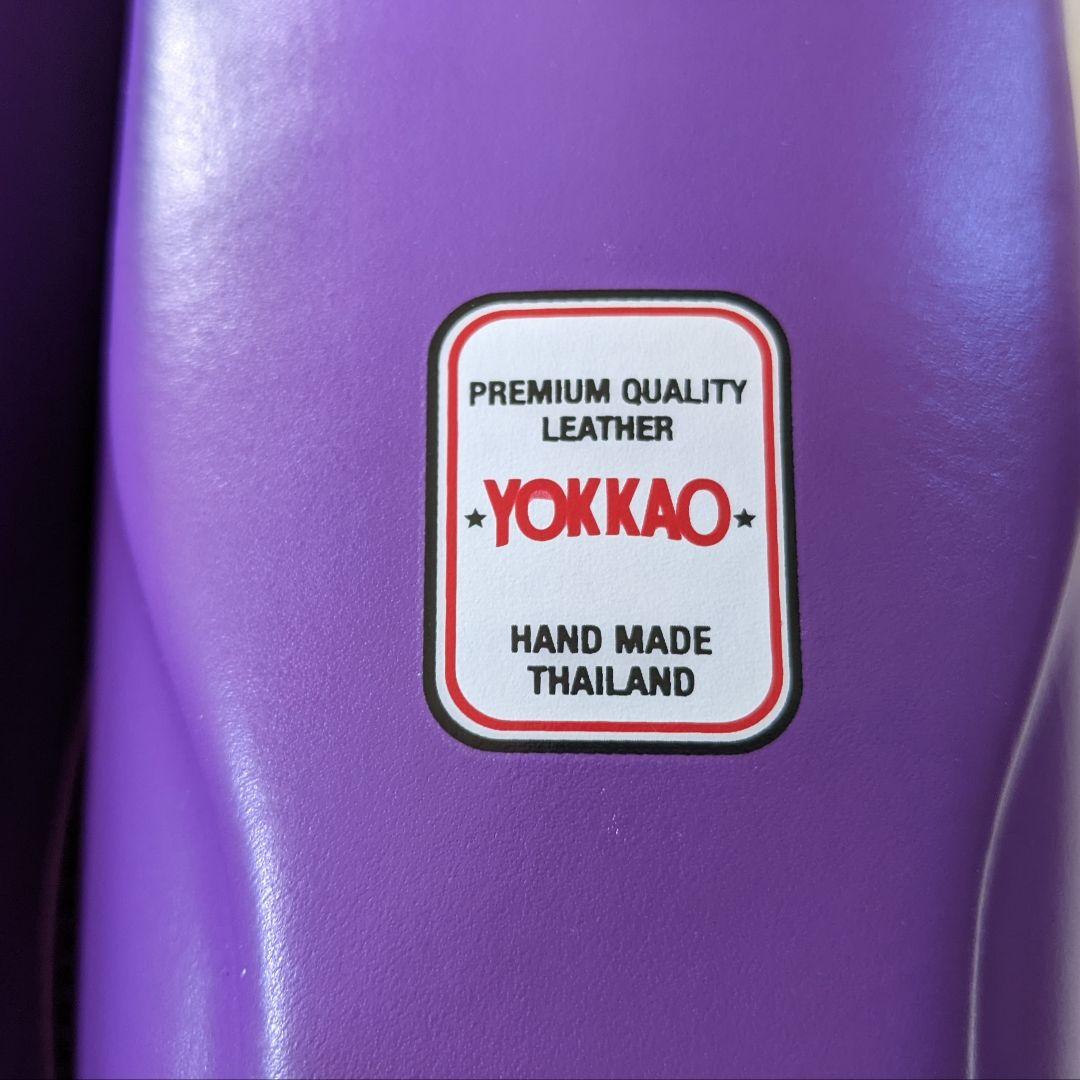 PREMIUM QUALITY
LEATHER
★YOKKAO★
HAND MADE
THAILAND